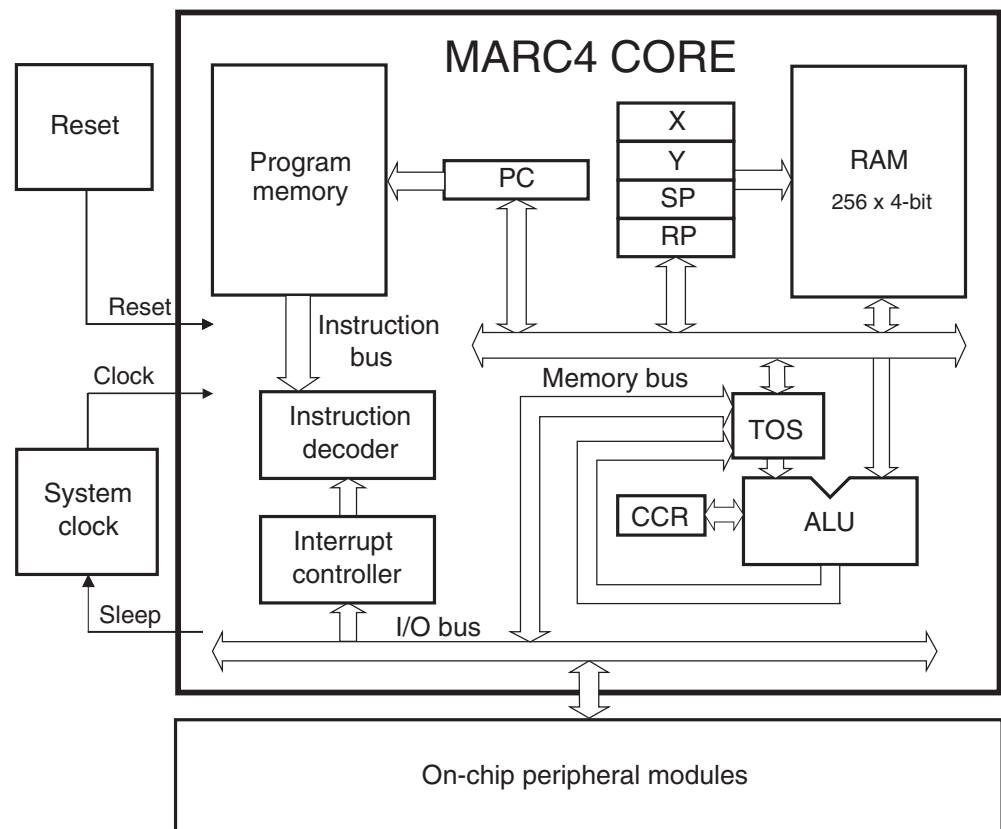 MARC4 CORE
Reset
Program
memory
PC
X
Y
SP
RP
RAM
256 x 4-bit
Reset
Instruction
bus
Clock
Memory bus
Instruction
decoder
TOS
System
clock
CCR
ALU
Interrupt
controller
Sleep
I/O bus
On-chip peripheral modules